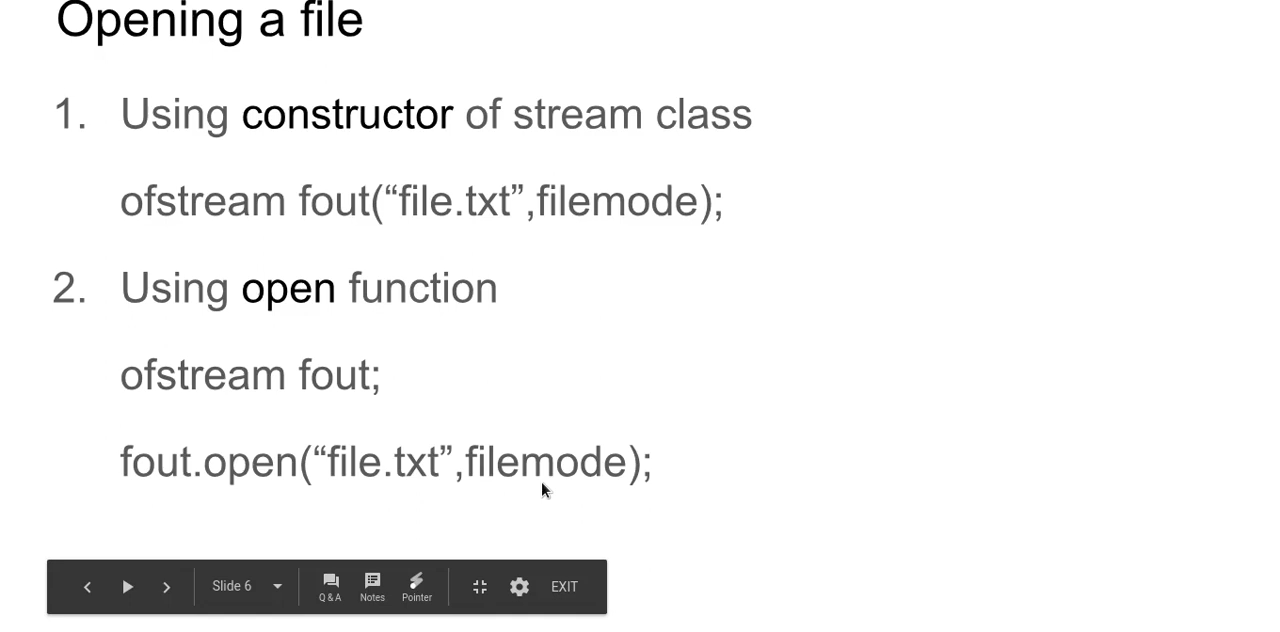 Opening a file
1. Using constructor of stream class
ofstream fout(“file.txt”,filemode);
2. Using open function
ofstream fout;
fout.open(“file.txt”,filemode);
Slide 6
Q & A
Notes
Pointer
EXIT